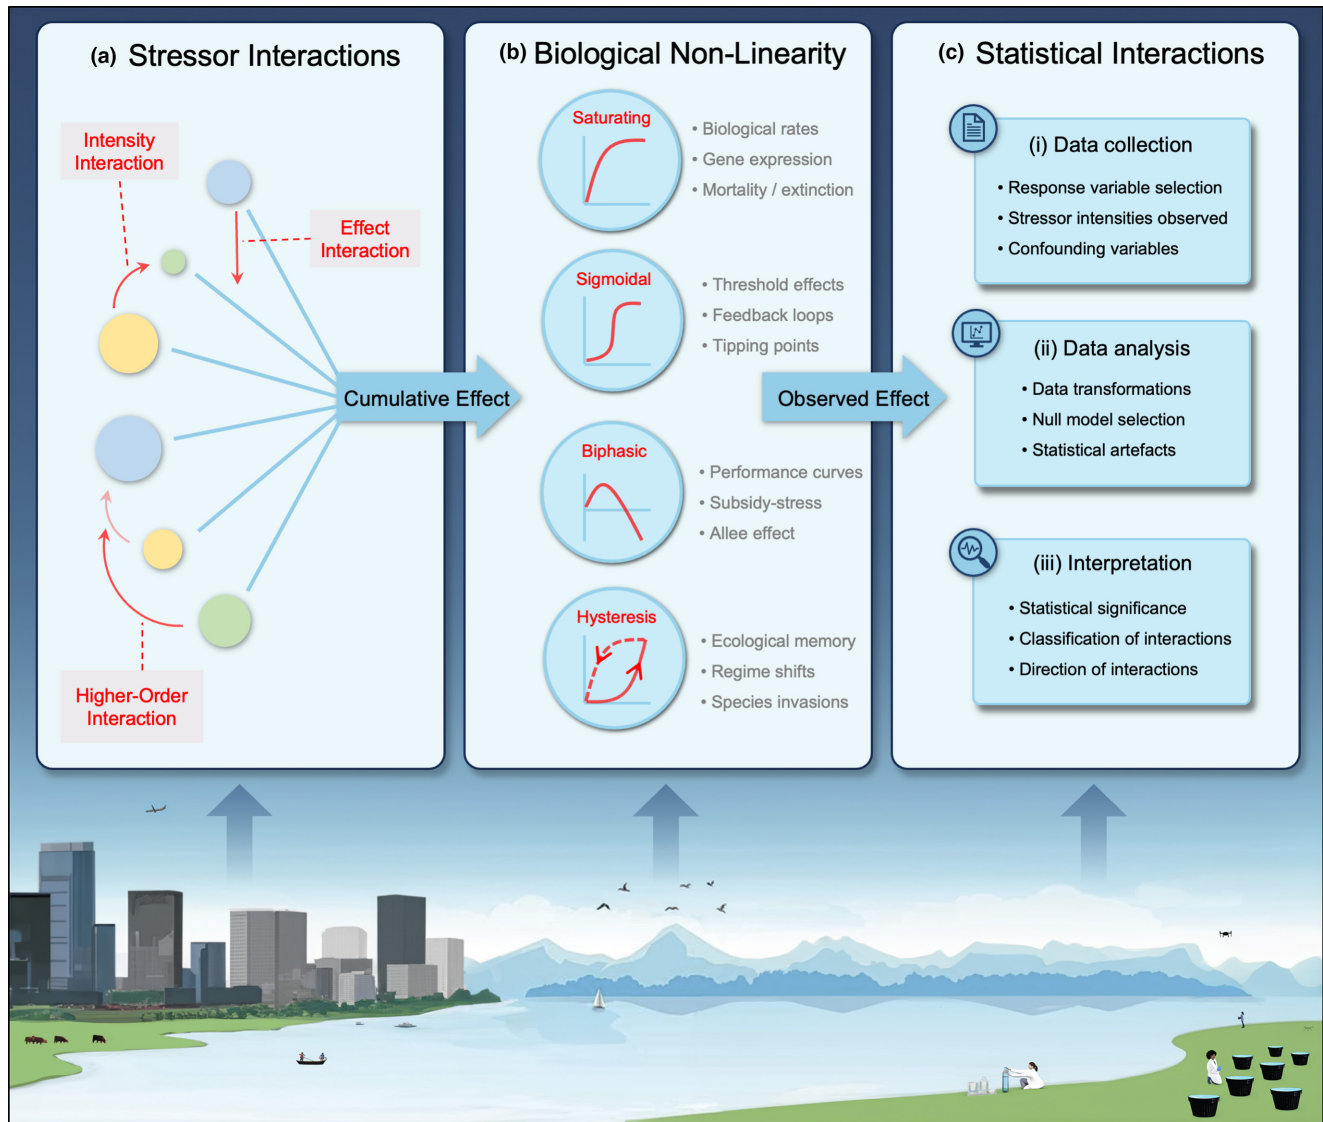 (a) Stressor Interactions
Intensity
Interaction
Effect
Interaction
Higher-Order
Interaction
Cumulative Effect
(b) Biological Non-Linearity
Saturating
• Biological rates
• Gene expression
• Mortality / extinction
Sigmoidal
• Threshold effects
• Feedback loops
• Tipping points
Biphasic
• Performance curves
• Subsidy-stress
• Allee effect
Hysteresis
• Ecological memory
• Regime shifts
• Species invasions
Observed Effect
(c) Statistical Interactions
(i) Data collection
• Response variable selection
• Stressor intensities observed
• Confounding variables
(ii) Data analysis
• Data transformations
• Null model selection
• Statistical artefacts
(iii) Interpretation
• Statistical significance
• Classification of interactions
• Direction of interactions